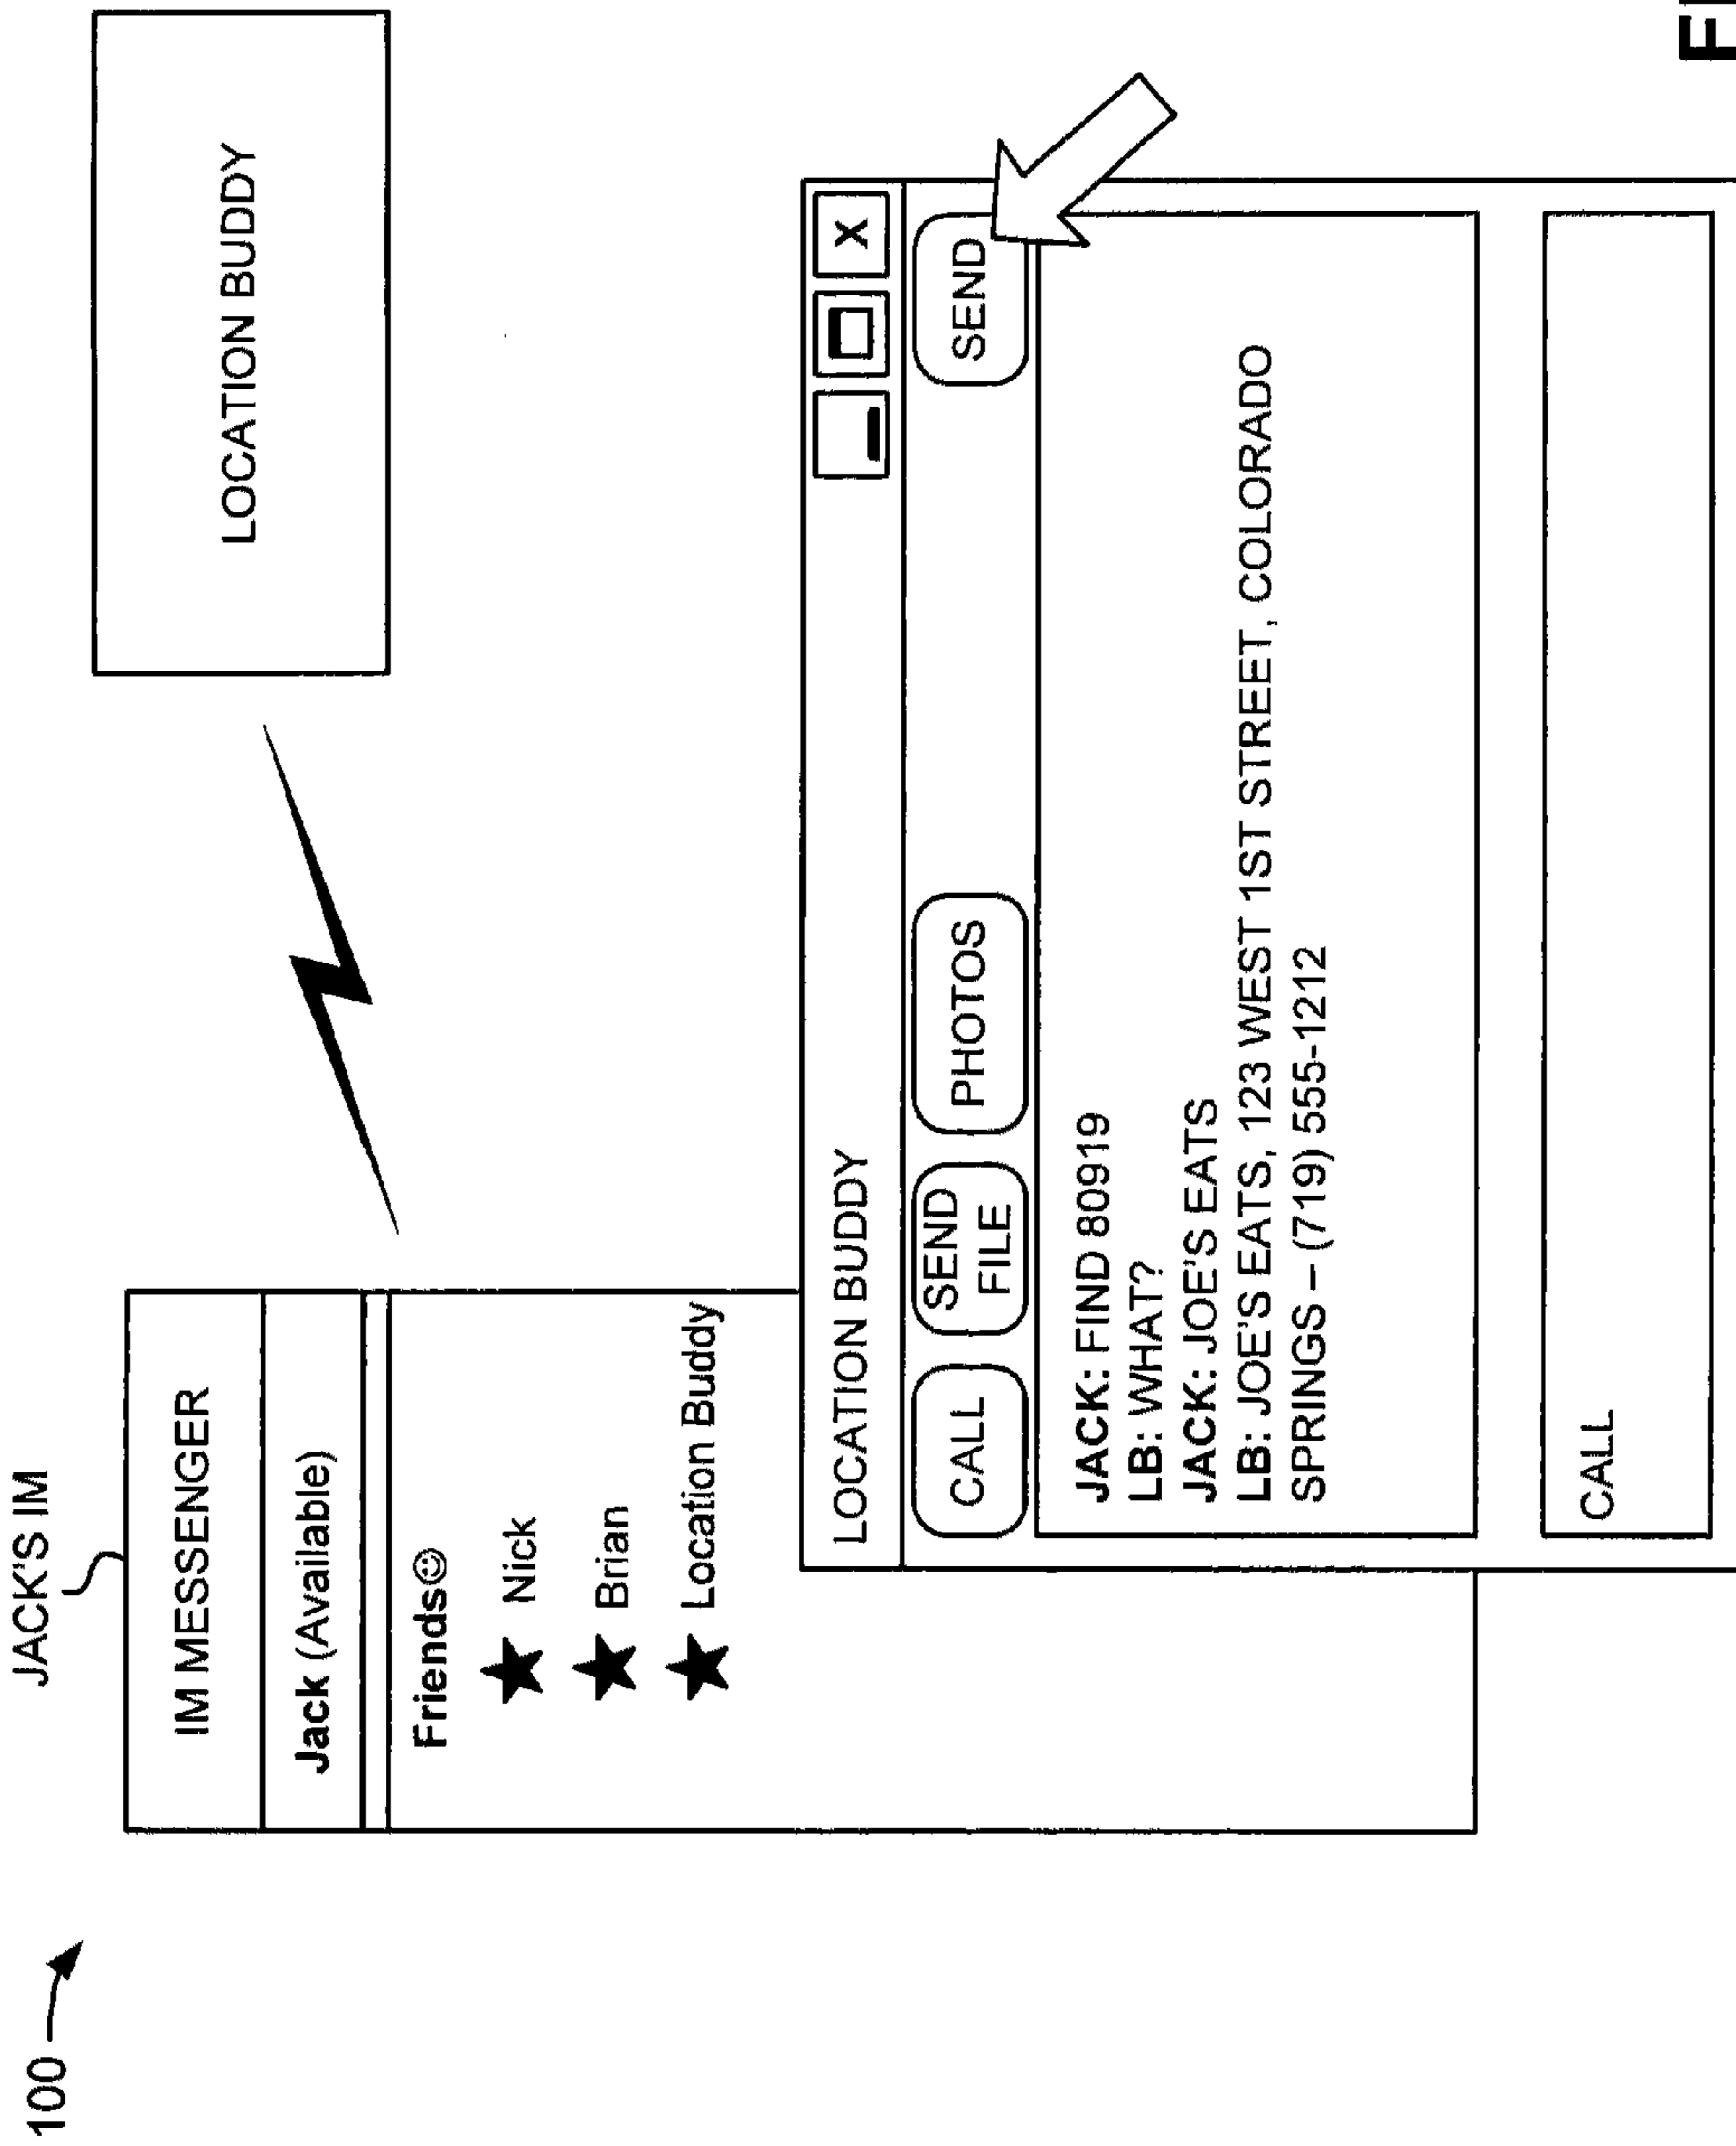 100
JACK'S IM
IM MESSENGER
Jack (Available)
Friends☺
Nick
Brian
Location Buddy
LOCATION BUDDY
LOCATION BUDDY
X
CALL
SEND
FILE
PHOTOS
SEND
JACK: FIND 80919
LB: WHAT?
JACK: JOE'S EATS
LB: JOE'S EATS, 123 WEST 1ST STREET, COLORADO
SPRINGS – (719) 555-1212
CALL